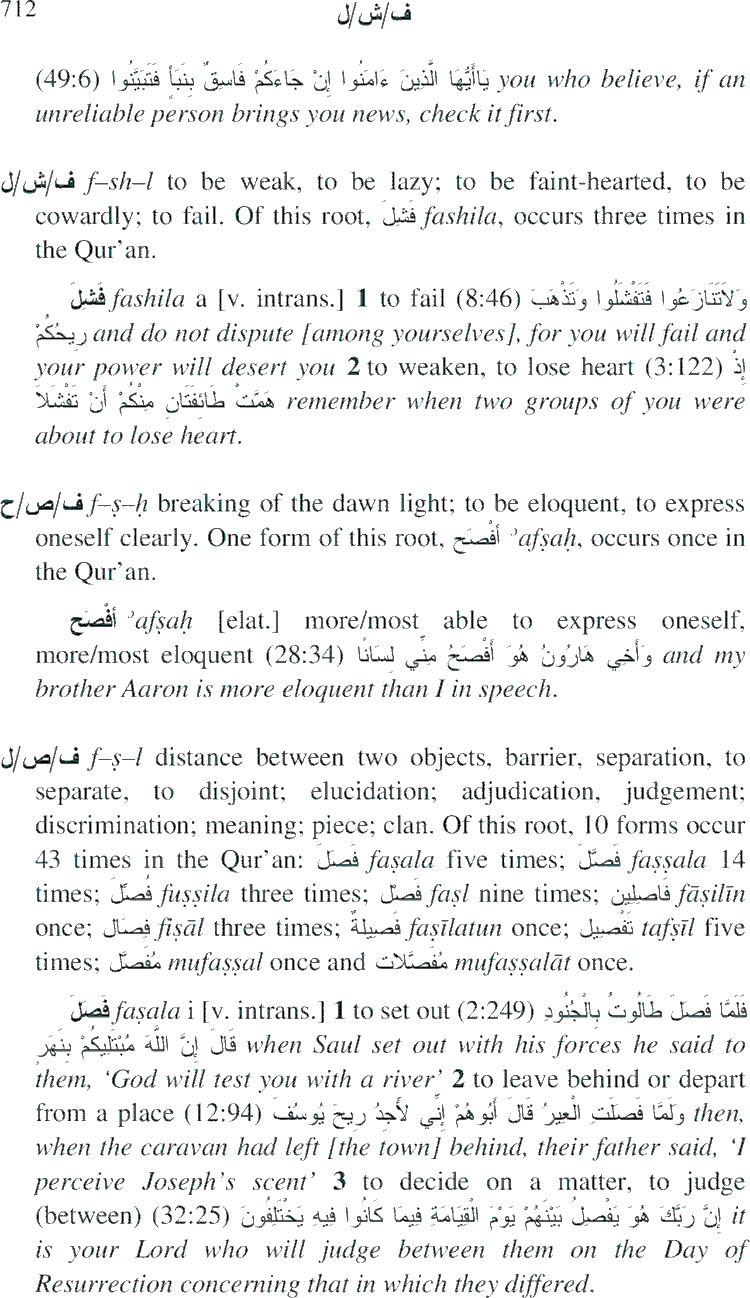 712 ف/ش/ل
(49:6) يَاأَيُّهَا الَّذِينَ ءَامَنُوا إِنْ جَاءَكُمْ فَاسِقٌ بِنَبَأٍ فَتَبَيَّنُوا you who believe, if an
unreliable person brings you news, check it first.
ف/ش/ل f–sh–l to be weak, to be lazy; to be faint-hearted, to be
cowardly; to fail. Of this root, فَشِلَ fashila, occurs three times in
the Qur’an.
فَشِلَ fashila a [v. intrans.] 1 to fail (8:46) وَلاَتَنَازَعُوا فَتَفْشَلُوا وَتَذْهَبَ
رِيحُكُمْ and do not dispute [among yourselves], for you will fail and
your power will desert you 2 to weaken, to lose heart (3:122) إِذْ
هَمَّتْ طَائِفَتَانِ مِنْكُمْ أَنْ تَفْشَلاَ remember when two groups of you were
about to lose heart.
ف/ص/ح f–ṣ–ḥ breaking of the dawn light; to be eloquent, to express
oneself clearly. One form of this root, أَفْصَح ʾafṣaḥ, occurs once in
the Qur’an.
أَفْصَح ʾafṣaḥ [elat.] more/most able to express oneself,
more/most eloquent (28:34) وَأَخِي هَارُونُ هُوَ أَفْصَحُ مِنِّي لِسَانًا and my
brother Aaron is more eloquent than I in speech.
ف/ص/ل f–ṣ–l distance between two objects, barrier, separation, to
separate, to disjoint; elucidation; adjudication, judgement;
discrimination; meaning; piece; clan. Of this root, 10 forms occur
43 times in the Qur’an: فَصَلَ faṣala five times; فَصَّلَ faṣṣala 14
times; فُصِّلَ fuṣṣila three times; فَصْل faṣl nine times; فَاصِلِين fāṣilīn
once; فِصَال fiṣāl three times; فَصِيلَةٌ faṣīlatun once; تَفْصِيل tafṣīl five
times; مُفَصَّل mufaṣṣal once and مُفَصَّلات mufaṣṣalāt once.
فَصَلَ faṣala i [v. intrans.] 1 to set out (2:249) فَلَمَّا فَصَلَ طَالُوتُ بِالْجُنُودِ
قَالَ إِنَّ اللَّهَ مُبْتَلِيكُمْ بِنَهَرٍ when Saul set out with his forces he said to
them, ‘God will test you with a river’ 2 to leave behind or depart
from a place (12:94) وَلَمَّا فَصَلَتِ الْعِيرُ قَالَ أَبُوهُمْ إِنِّي لأَجِدُ رِيحَ يُوسُفَ then,
when the caravan had left [the town] behind, their father said, ‘I
perceive Joseph’s scent’ 3 to decide on a matter, to judge
(between) (32:25) إِنَّ رَبَّكَ هُوَ يَفْصِلُ بَيْنَهُمْ يَوْمَ الْقِيَامَةِ فِيمَا كَانُوا فِيهِ يَخْتَلِفُونَ it
is your Lord who will judge between them on the Day of
Resurrection concerning that in which they differed.